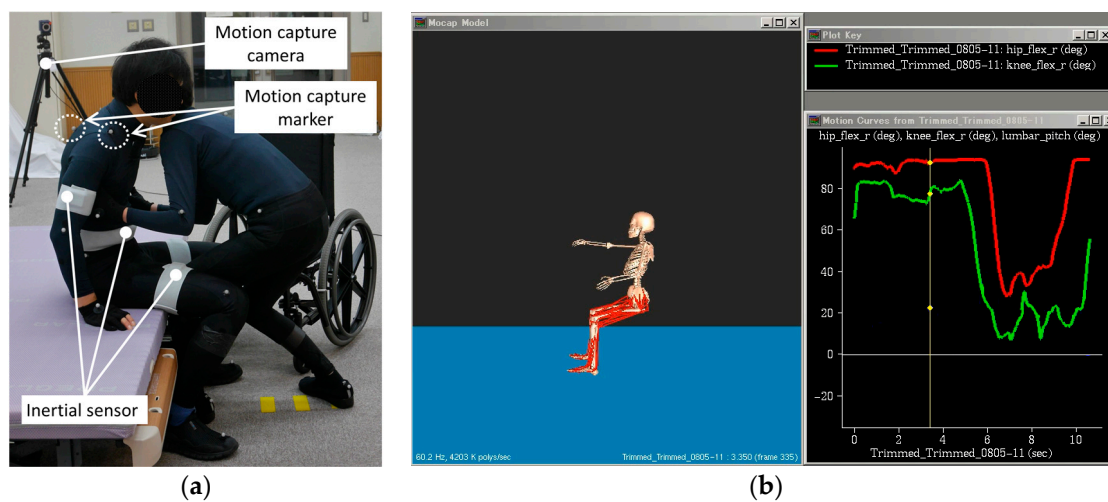 Motion capture
camera
Motion capture
marker
Inertial sensor
(a)
Mocap Model
60.2 Hz, 4203 K polys/sec
Trimmed_Trimmed_0805-11 : 3.350 (frame 335)
Plot Key
Trimmed_Trimmed_0805-11: hip_flex_r (deg)
Trimmed_Trimmed_0805-11: knee_flex_r (deg)
Motion Curves from Trimmed_Trimmed_0805-11
hip_flex_r (deg), knee_flex_r (deg), lumbar_pitch (deg)
80
60
40
20
0
-20
0 2 4 6 8 10
Trimmed_Trimmed_0805-11 (sec)
(b)